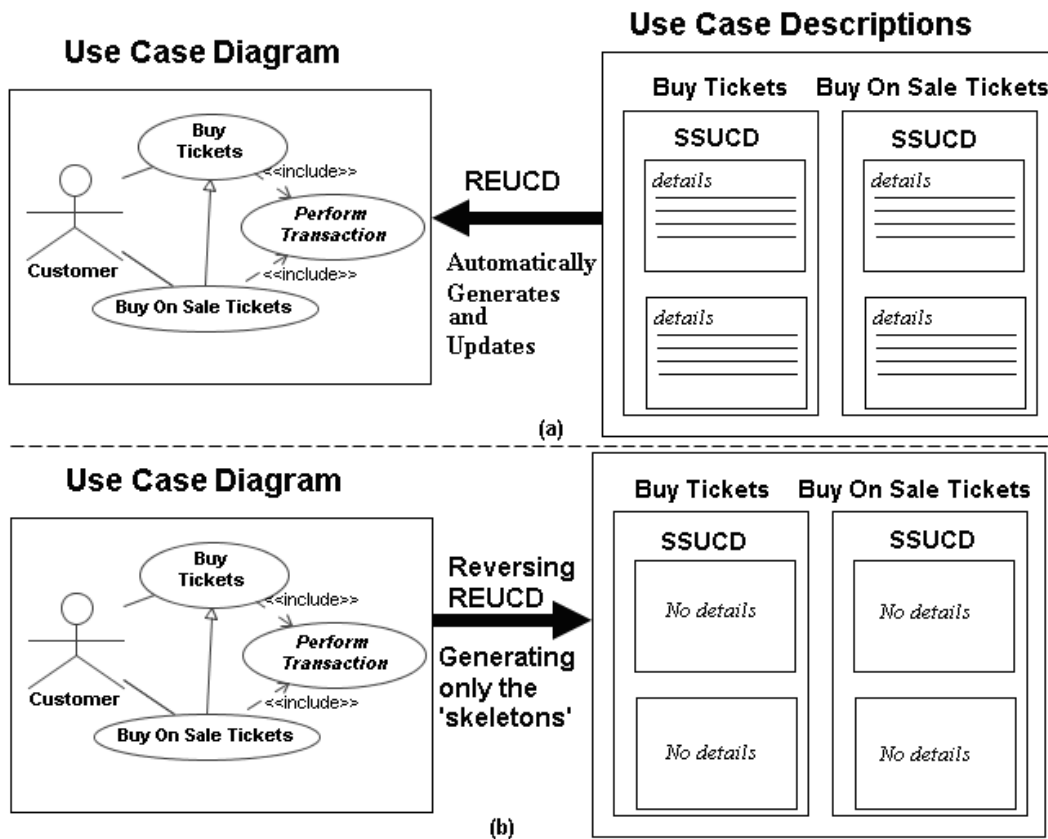 Use Case Diagram
Buy
Tickets
<<include>>
Perform
Transaction
<<include>>
Customer
Buy On Sale Tickets
REUCD
Automatically
Generates
and
Updates
Use Case Descriptions
Buy Tickets
Buy On Sale Tickets
SSUCD
SSUCD
details
details
details
details
(a)
Use Case Diagram
Buy
Tickets
<<include>>
Perform
Transaction
<<include>>
Customer
Buy On Sale Tickets
Reversing
REUCD
Generating
only the
'skeletons'
Buy Tickets
Buy On Sale Tickets
SSUCD
SSUCD
No details
No details
No details
No details
(b)